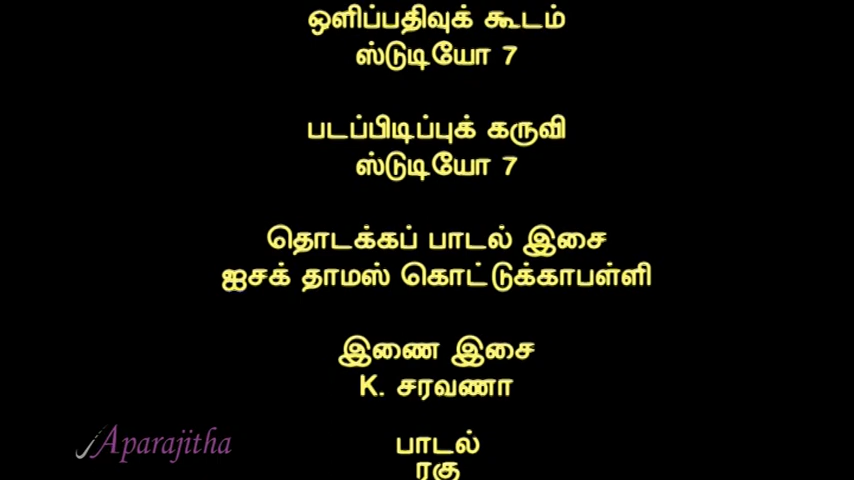 ஒளிப்பதிவுக் கூடம்
ஸ்டுடியோ 7
படப்பிடிப்புக் கருவி
ஸ்டுடியோ 7
தொடக்கப் பாடல் இசை
ஐசக் தாமஸ் கொட்டுக்காபள்ளி
இணை இசை
K. சரவணா
பாடல்
ரகு
Aparajitha